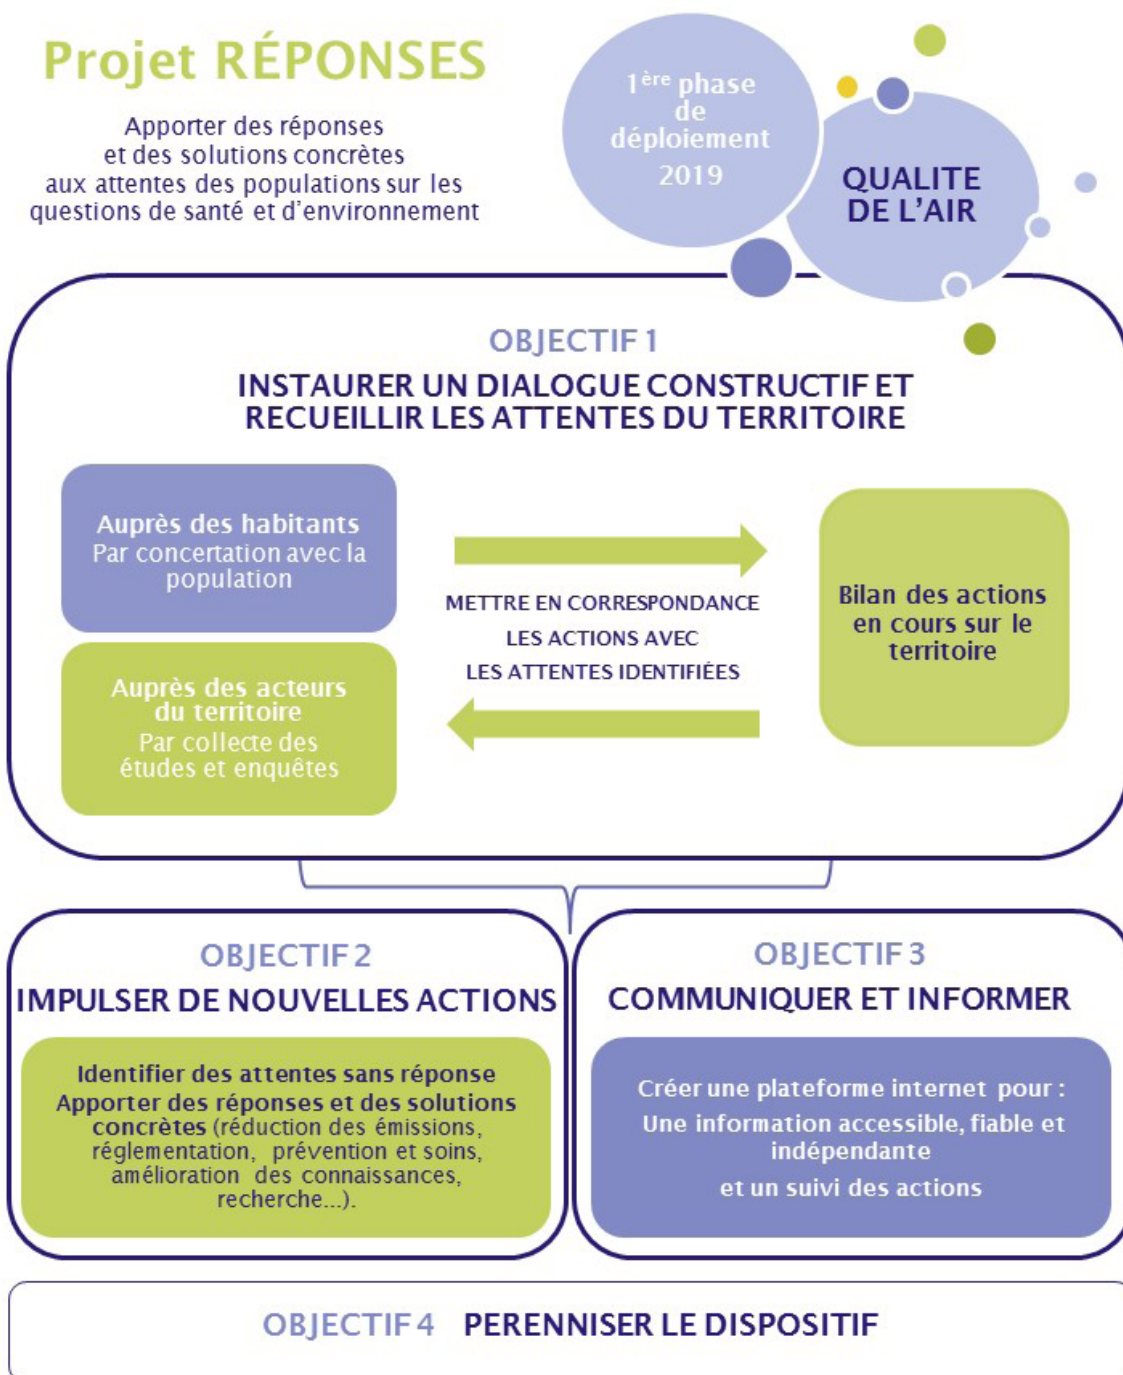 Projet RÉPONSES
Apporter des réponses
et des solutions concrètes
aux attentes des populations sur les
questions de santé et d'environnement
1ère phase
de
déploiement
2019
QUALITE
DE L'AIR
OBJECTIF 1
INSTAURER UN DIALOGUE CONSTRUCTIF ET
RECUEILLIR LES ATTENTES DU TERRITOIRE
Auprès des habitants
Par concertation avec la
population
Auprès des acteurs
du territoire
Par collecte des
études et enquêtes
METTRE EN CORRESPONDANCE
LES ACTIONS AVEC
LES ATTENTES IDENTIFIÉES
Bilan des actions
en cours sur le
territoire
OBJECTIF 2
IMPULSER DE NOUVELLES ACTIONS
Identifier des attentes sans réponse
Apporter des réponses et des solutions
concrètes (réduction des émissions,
réglementation, prévention et soins,
amélioration des connaissances,
recherche...).
OBJECTIF 3
COMMUNIQUER ET INFORMER
Créer une plateforme internet pour :
Une information accessible, fiable et
indépendante
et un suivi des actions
OBJECTIF 4 PERENNISER LE DISPOSITIF